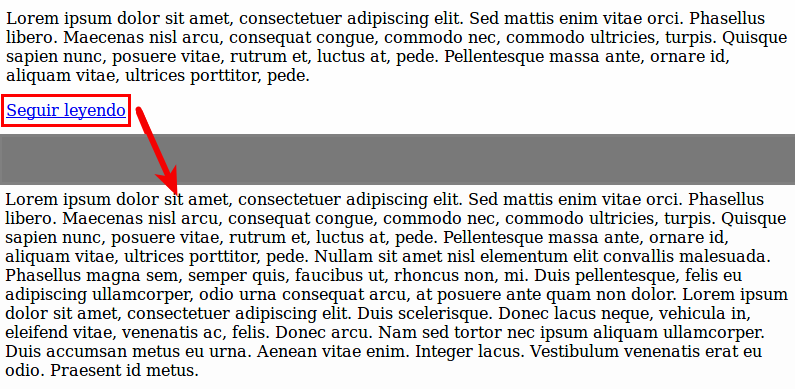 Lorem ipsum dolor sit amet, consectetuer adipiscing elit. Sed mattis enim vitae orci. Phasellus
libero. Maecenas nisl arcu, consequat congue, commodo nec, commodo ultricies, turpis. Quisque
sapien nunc, posuere vitae, rutrum et, luctus at, pede. Pellentesque massa ante, ornare id,
aliquam vitae, ultrices porttitor, pede.
Seguir leyendo
Lorem ipsum dolor sit amet, consectetuer adipiscing elit. Sed mattis enim vitae orci. Phasellus
libero. Maecenas nisl arcu, consequat congue, commodo nec, commodo ultricies, turpis. Quisque
sapien nunc, posuere vitae, rutrum et, luctus at, pede. Pellentesque massa ante, ornare id,
aliquam vitae, ultrices porttitor, pede. Nullam sit amet nisl elementum elit convallis malesuada.
Phasellus magna sem, semper quis, faucibus ut, rhoncus non, mi. Duis pellentesque, felis eu
adipiscing ullamcorper, odio urna consequat arcu, at posuere ante quam non dolor. Lorem ipsum
dolor sit amet, consectetuer adipiscing elit. Duis scelerisque. Donec lacus neque, vehicula in,
eleifend vitae, venenatis ac, felis. Donec arcu. Nam sed tortor nec ipsum aliquam ullamcorper.
Duis accumsan metus eu urna. Aenean vitae enim. Integer lacus. Vestibulum venenatis erat eu
odio. Praesent id metus.